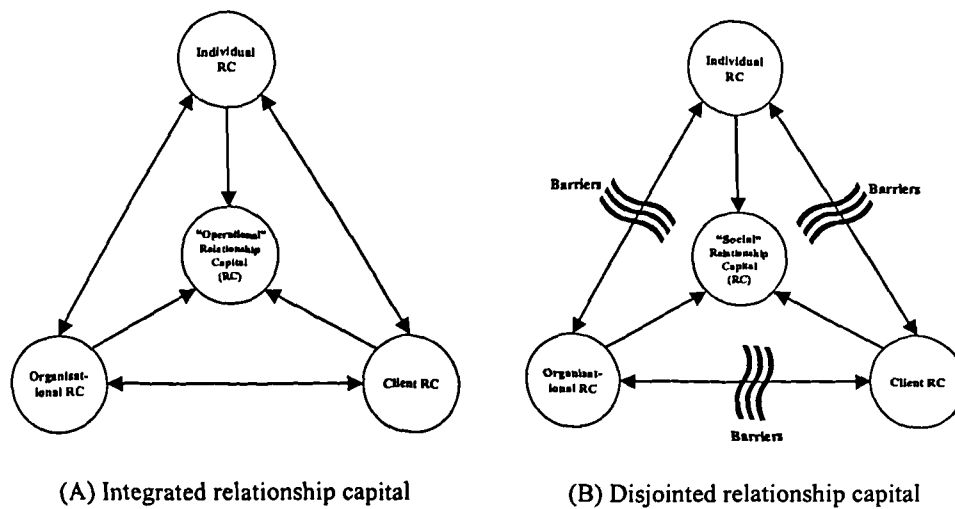 Individual
RC
"Operational"
Relationship
Capital
(RC)
Organisat-
ional RC
Client RC
(A) Integrated relationship capital
Individual
RC
Barriers
Barriers
"Social"
Relationship
Capital
(RC)
Organisat-
ional RC
Client RC
Barriers
(B) Disjointed relationship capital